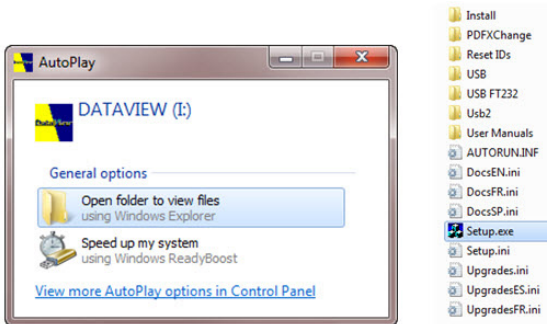 AutoPlay
DATAVIEW (I:)
General options
Open folder to view files
using Windows Explorer
Speed up my system
using Windows ReadyBoost
View more AutoPlay options in Control Panel
Install
PDFXChange
Reset IDs
USB
USB FT232
Usb2
User Manuals
AUTORUN.INF
DocsEN.ini
DocsFR.ini
DocsSP.ini
Setup.exe
Setup.ini
Upgrades.ini
UpgradesES.ini
UpgradesFR.ini